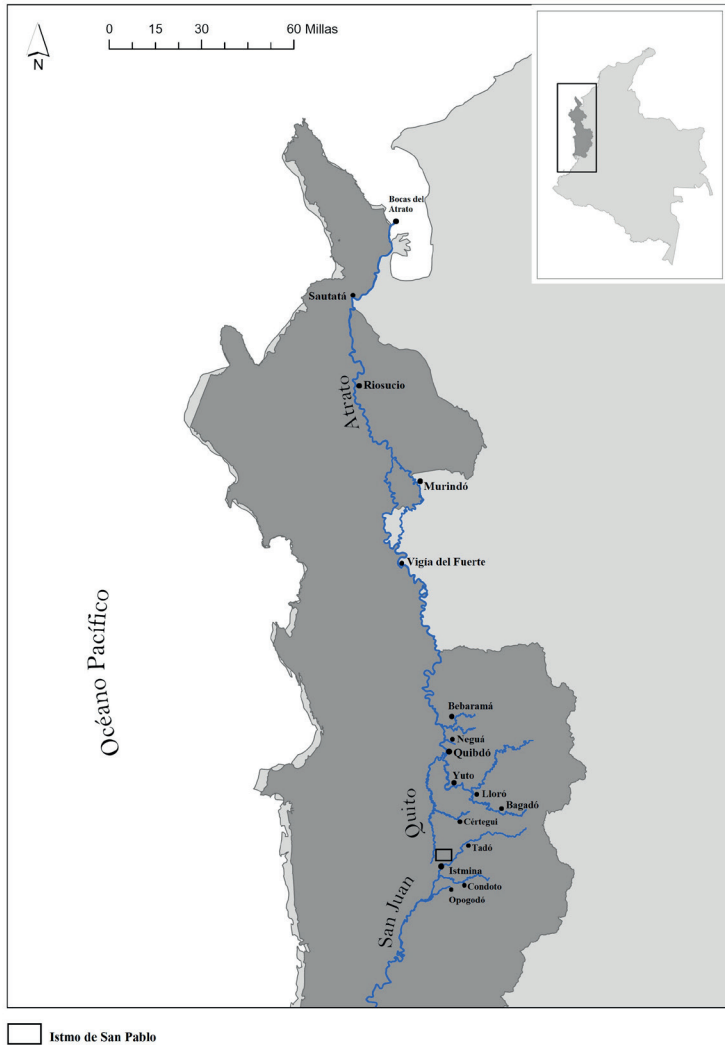 0 15 30 60 Millas
N
Bocas del
Atrato
Sautatá
Riosucio
Atrato
Murindó
Vigía del Fuerte
Océano Pacífico
Bebaramá
Neguá
Quibdó
Yuto
Lloró
Bagadó
Quito
Cértegui
Tadó
Istmina
Condoto
Opogodó
San Juan
Istmo de San Pablo